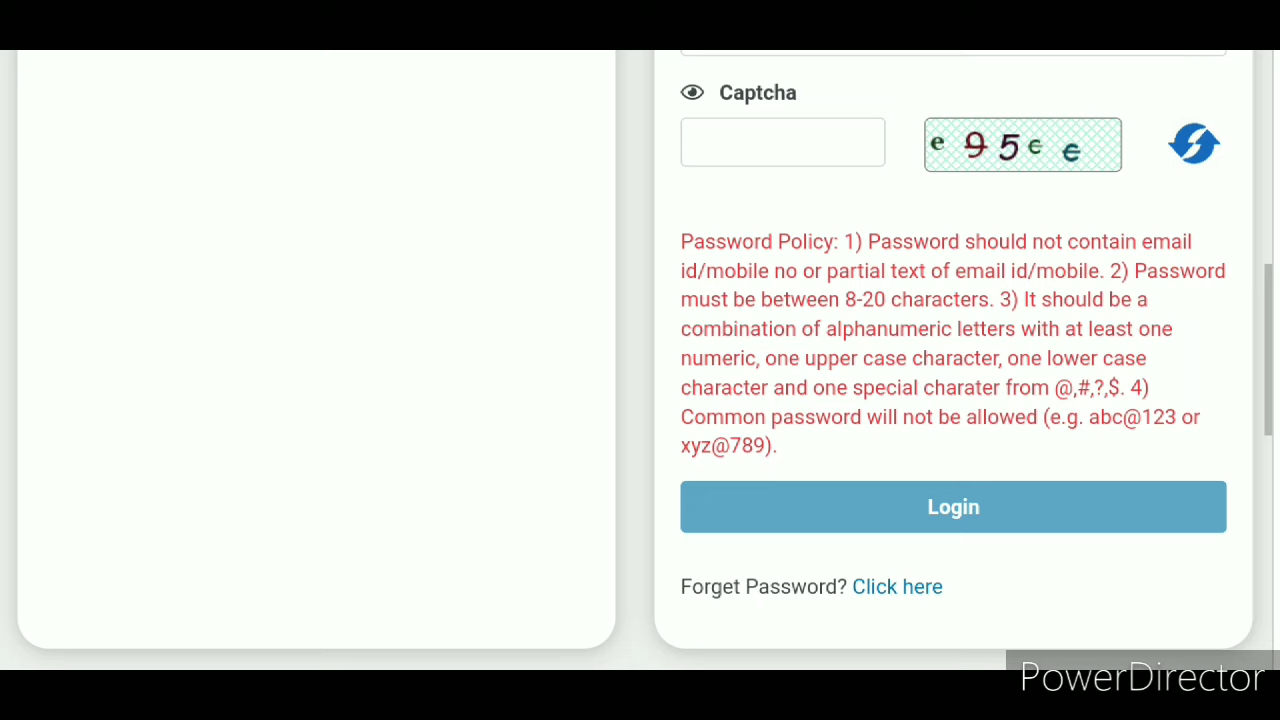 Captcha
e 9 5 e e
Password Policy: 1) Password should not contain email
id/mobile no or partial text of email id/mobile. 2) Password
must be between 8-20 characters. 3) It should be a
combination of alphanumeric letters with at least one
numeric, one upper case character, one lower case
character and one special charater from @,#,?,$. 4)
Common password will not be allowed (e.g. abc@123 or
xyz@789).
Login
Forget Password? Click here
PowerDirector